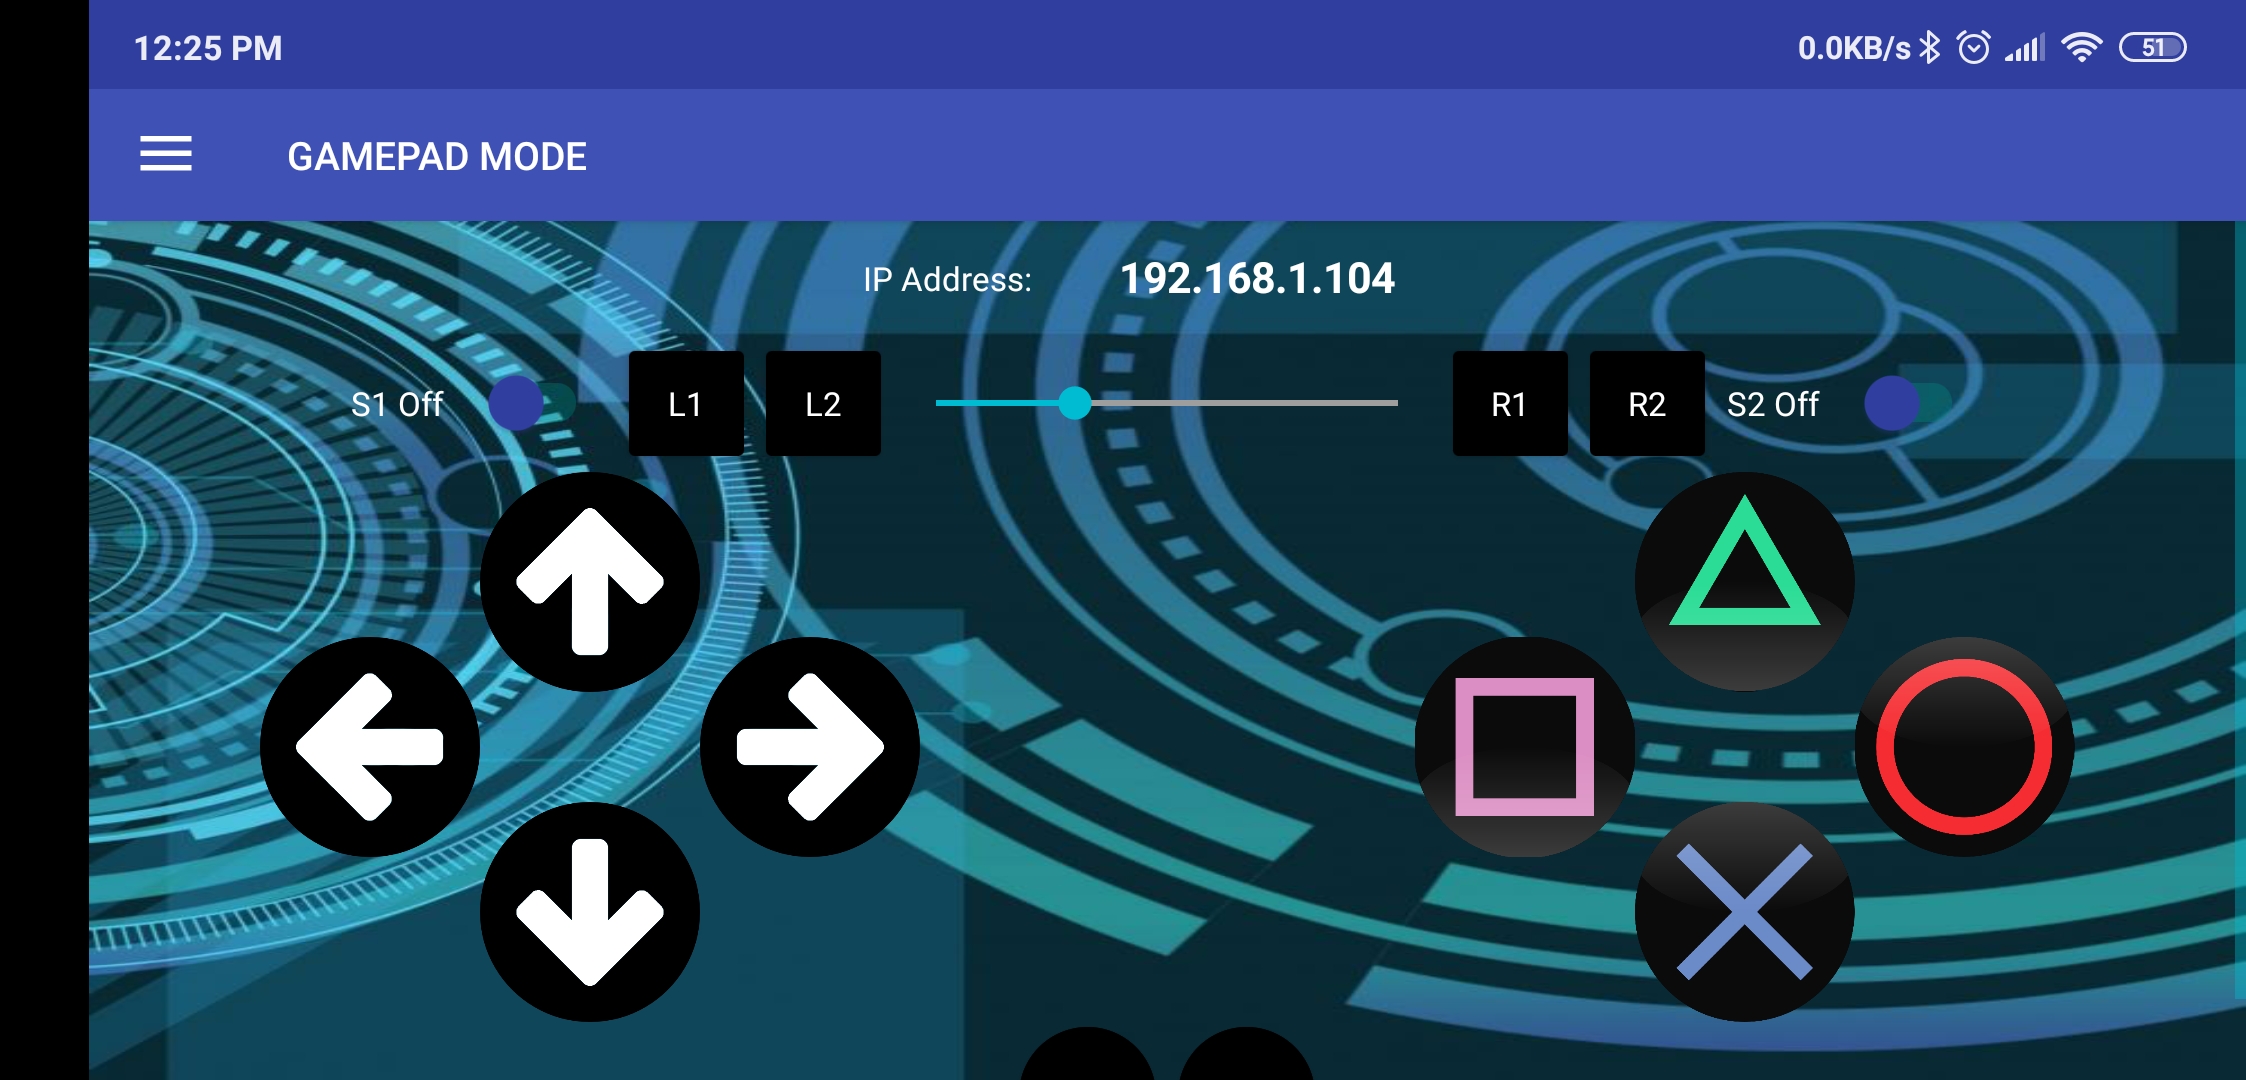 12:25 PM 0.0KB/s 51
GAMEPAD MODE
IP Address: 192.168.1.104
S1 Off L1 L2 R1 R2 S2 Off